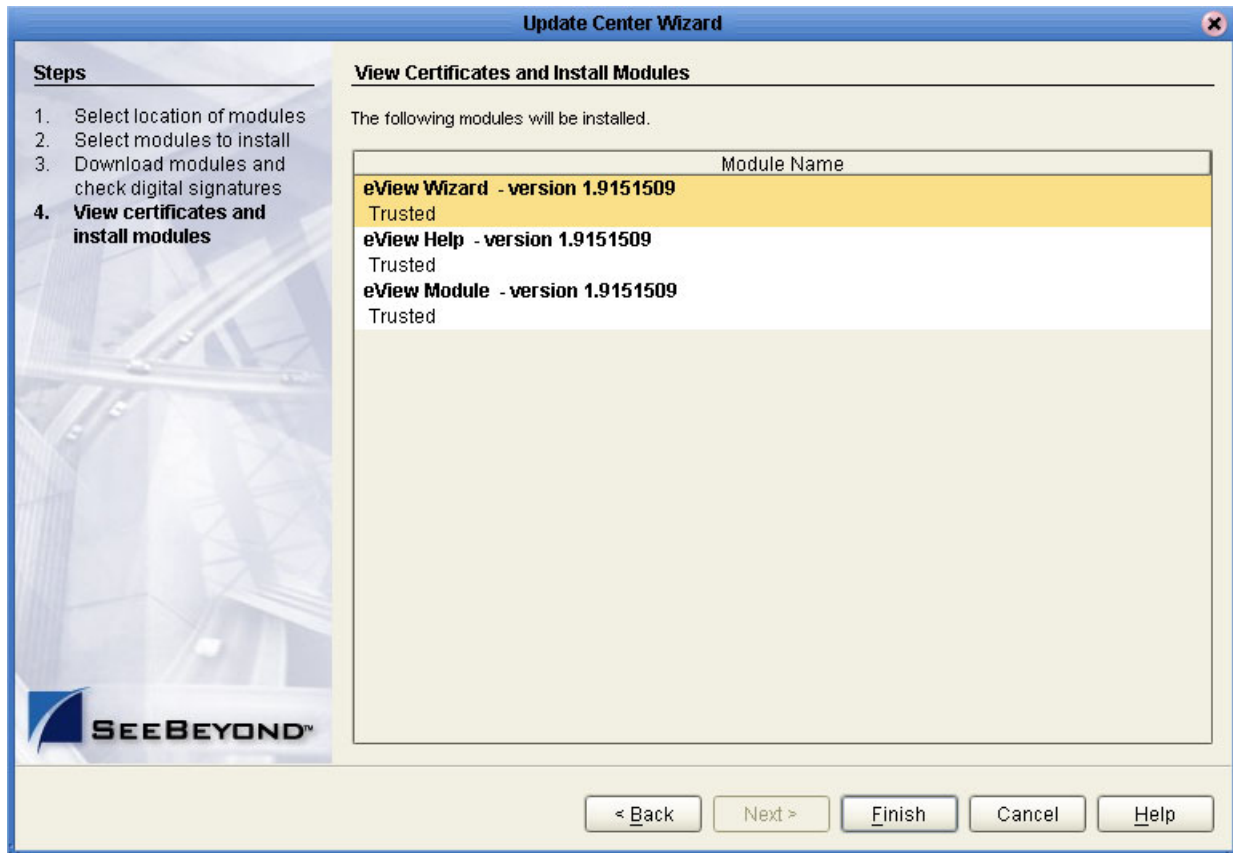 Update Center Wizard
Steps
1. Select location of modules
2. Select modules to install
3. Download modules and
check digital signatures
4. View certificates and
install modules
View Certificates and Install Modules
The following modules will be installed.
Module Name
eView Wizard - version 1.9151509
Trusted
eView Help - version 1.9151509
Trusted
eView Module - version 1.9151509
Trusted
SEEBEYOND™
< Back
Next >
Finish
Cancel
Help